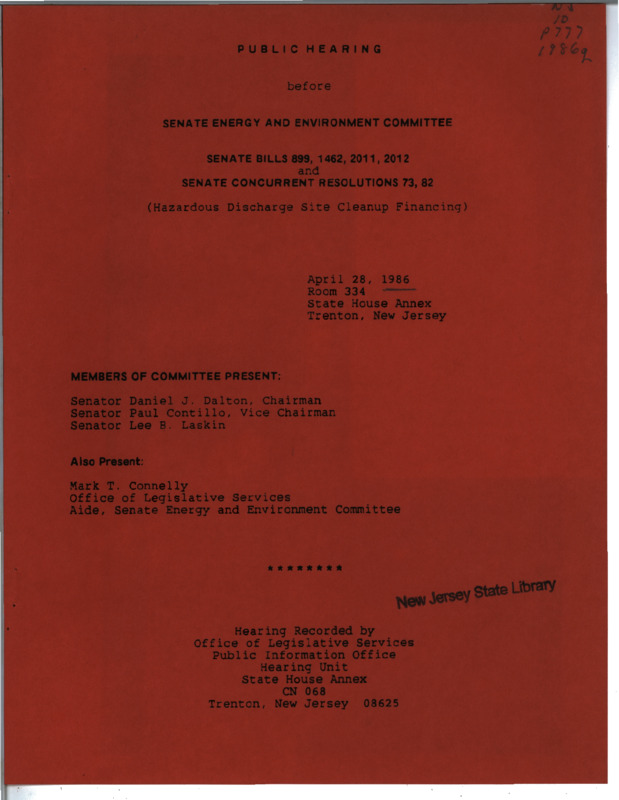 NJ
10
P777
1986q
PUBLIC HEARING
before
SENATE ENERGY AND ENVIRONMENT COMMITTEE
SENATE BILLS 899, 1462, 2011, 2012
and
SENATE CONCURRENT RESOLUTIONS 73, 82
(Hazardous Discharge Site Cleanup Financing)
April 28, 1986
Room 334
State House Annex
Trenton, New Jersey
MEMBERS OF COMMITTEE PRESENT:
Senator Daniel J. Dalton, Chairman
Senator Paul Contillo, Vice Chairman
Senator Lee B. Laskin
Also Present:
Mark T. Connelly
Office of Legislative Services
Aide, Senate Energy and Environment Committee
********
New Jersey State Library
Hearing Recorded by
Office of Legislative Services
Public Information Office
Hearing Unit
State House Annex
CN 068
Trenton, New Jersey 08625